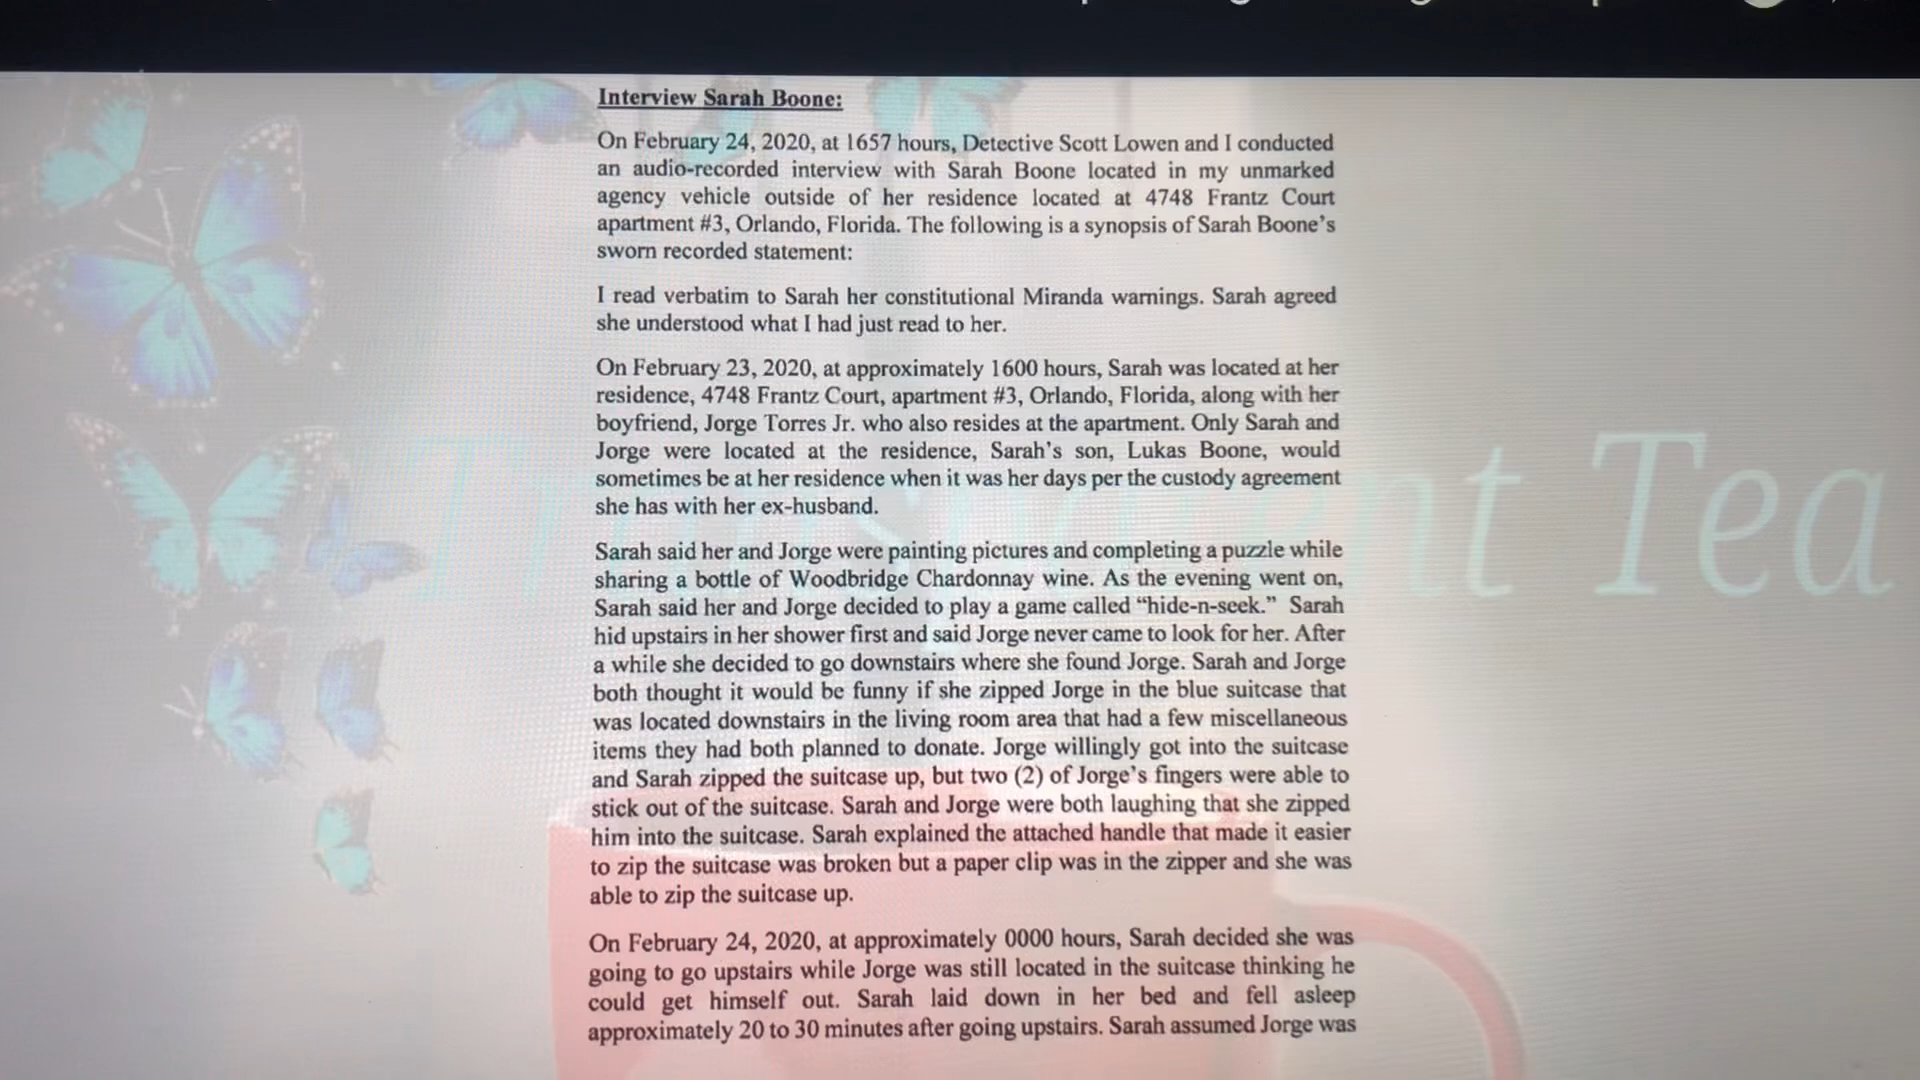 Interview Sarah Boone:
On February 24, 2020, at 1657 hours, Detective Scott Lowen and I conducted
an audio-recorded interview with Sarah Boone located in my unmarked
agency vehicle outside of her residence located at 4748 Frantz Court
apartment #3, Orlando, Florida. The following is a synopsis of Sarah Boone's
sworn recorded statement:
I read verbatim to Sarah her constitutional Miranda warnings. Sarah agreed
she understood what I had just read to her.
On February 23, 2020, at approximately 1600 hours, Sarah was located at her
residence, 4748 Frantz Court, apartment #3, Orlando, Florida, along with her
boyfriend, Jorge Torres Jr. who also resides at the apartment. Only Sarah and
Jorge were located at the residence, Sarah's son, Lukas Boone, would
sometimes be at her residence when it was her days per the custody agreement
she has with her ex-husband.
Sarah said her and Jorge were painting pictures and completing a puzzle while
sharing a bottle of Woodbridge Chardonnay wine. As the evening went on,
Sarah said her and Jorge decided to play a game called “hide-n-seek.” Sarah
hid upstairs in her shower first and said Jorge never came to look for her. After
a while she decided to go downstairs where she found Jorge. Sarah and Jorge
both thought it would be funny if she zipped Jorge in the blue suitcase that
was located downstairs in the living room area that had a few miscellaneous
items they had both planned to donate. Jorge willingly got into the suitcase
and Sarah zipped the suitcase up, but two (2) of Jorge's fingers were able to
stick out of the suitcase. Sarah and Jorge were both laughing that she zipped
him into the suitcase. Sarah explained the attached handle that made it easier
to zip the suitcase was broken but a paper clip was in the zipper and she was
able to zip the suitcase up.
On February 24, 2020, at approximately 0000 hours, Sarah decided she was
going to go upstairs while Jorge was still located in the suitcase thinking he
could get himself out. Sarah laid down in her bed and fell asleep
approximately 20 to 30 minutes after going upstairs. Sarah assumed Jorge was
Tea